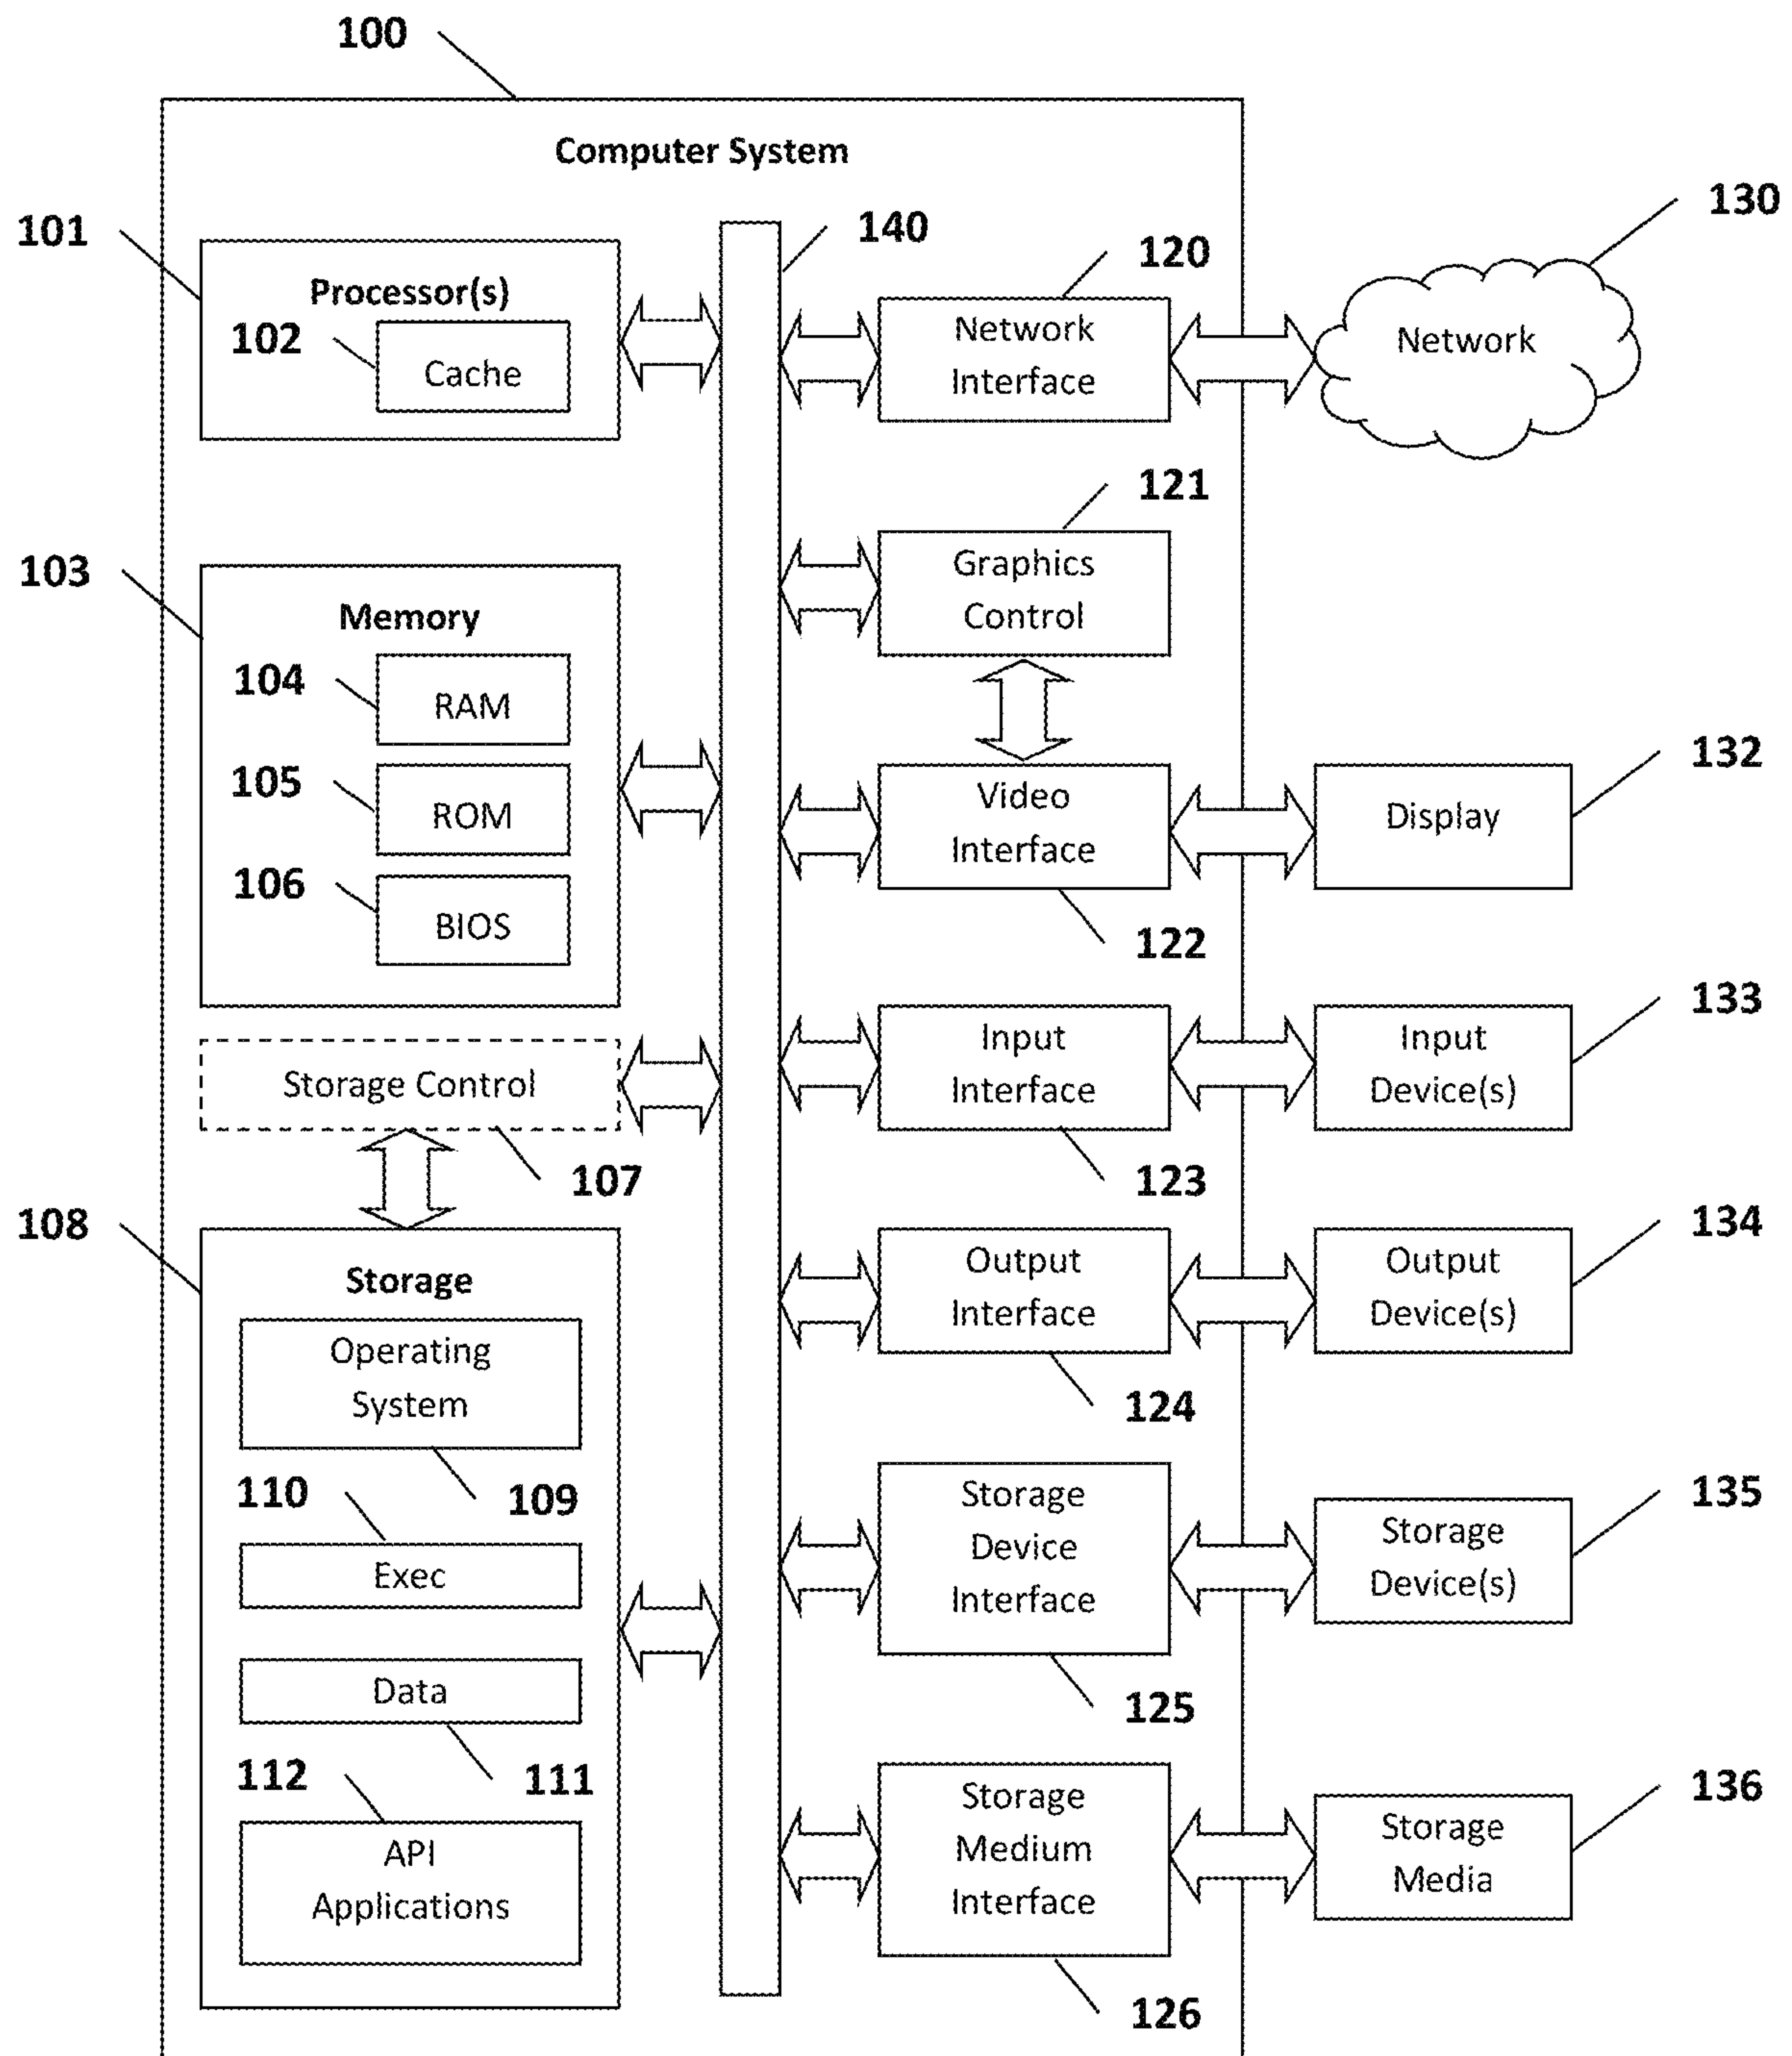 100
Computer System
101
Processor(s)
102
Cache
140
120
Network
Interface
130
Network
121
Graphics
Control
103
Memory
104
RAM
105
ROM
106
BIOS
Video
Interface
122
132
Display
Storage Control
107
Input
Interface
123
133
Input
Device(s)
108
Storage
Operating
System
109
110
Exec
Data
111
112
API
Applications
Output
Interface
124
134
Output
Device(s)
Storage
Device
Interface
125
135
Storage
Device(s)
Storage
Medium
Interface
126
136
Storage
Media